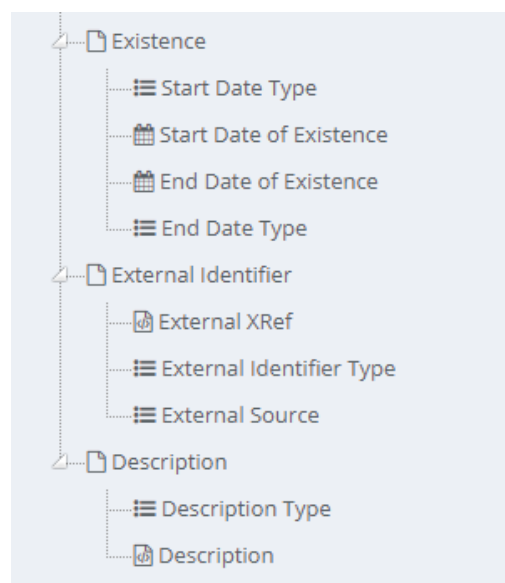 Existence
Start Date Type
Start Date of Existence
End Date of Existence
End Date Type
External Identifier
External XRef
External Identifier Type
External Source
Description
Description Type
Description